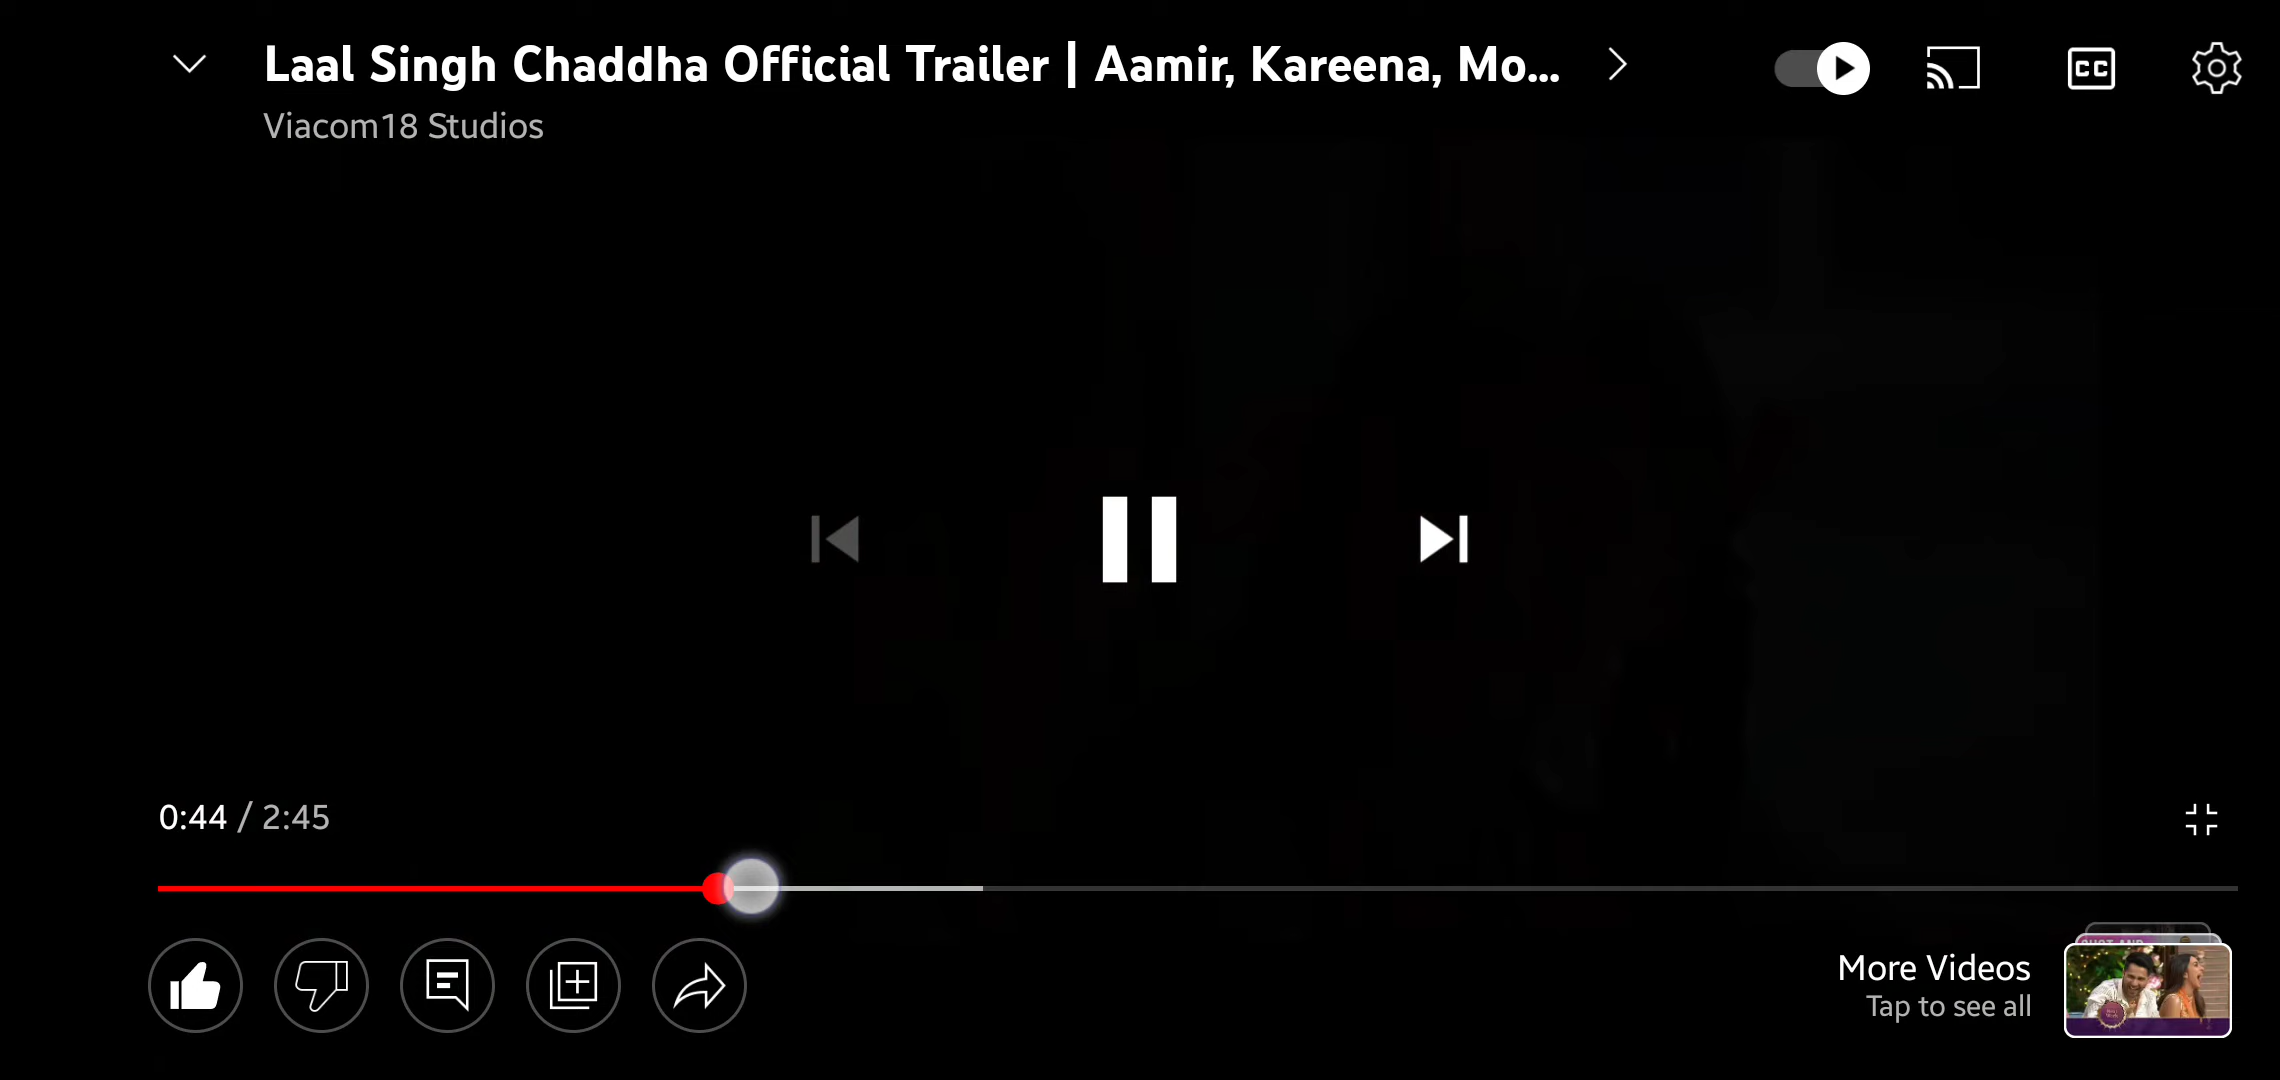 Laal Singh Chaddha Official Trailer | Aamir, Kareena, Mo...
CC
Viacom18 Studios
0:44 / 2:45
More Videos
Tap to see all